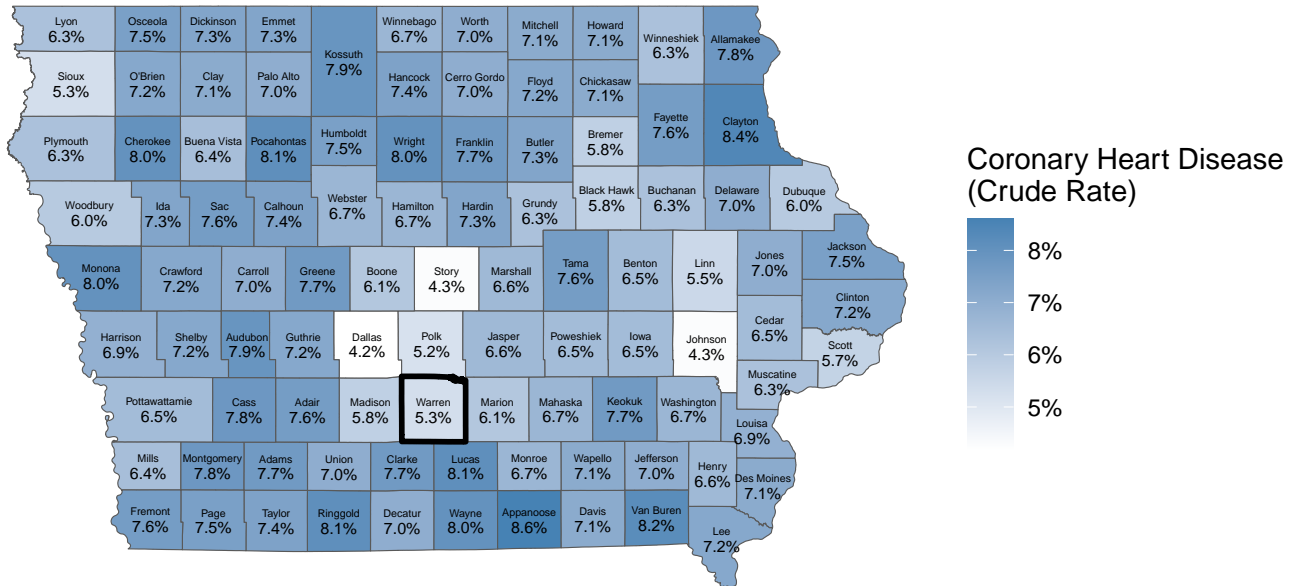 Lyon Osceola Dickinson Emmet Winnebago Worth Mitchell Howard Winneshiek Allamakee
6.3% 7.5% 7.3% 7.3% 6.7% 7.0% 7.1% 7.1% 6.3% 7.8%
Kossuth
7.9%
Sioux O'Brien Clay Palo Alto Hancock Cerro Gordo Floyd Chickasaw
5.3% 7.2% 7.1% 7.0% 7.4% 7.0% 7.2% 7.1%
Fayette Clayton
7.6% 8.4%
Plymouth Cherokee Buena Vista Pocahontas Humboldt Wright Franklin Butler Bremer
6.3% 8.0% 6.4% 8.1% 7.5% 8.0% 7.7% 7.3% 5.8%
Woodbury Ida Sac Calhoun Webster Hamilton Hardin Grundy Black Hawk Buchanan Delaware Dubuque
6.0% 7.3% 7.6% 7.4% 6.7% 6.7% 7.3% 6.3% 5.8% 6.3% 7.0% 6.0%
Monona Crawford Carroll Greene Boone Story Marshall Tama Benton Linn Jones Jackson
8.0% 7.2% 7.0% 7.7% 6.1% 4.3% 6.6% 7.6% 6.5% 5.5% 7.0% 7.5%
Clinton
7.2%
Harrison Shelby Audubon Guthrie Dallas Polk Jasper Poweshiek Iowa Johnson Cedar Scott
6.9% 7.2% 7.9% 7.2% 4.2% 5.2% 6.6% 6.5% 6.5% 4.3% 6.5% 5.7%
Muscatine
6.3%
Pottawattamie Cass Adair Madison Warren Marion Mahaska Keokuk Washington
6.5% 7.8% 7.6% 5.8% 5.3% 6.1% 6.7% 7.7% 6.7%
Louisa
6.9%
Mills Montgomery Adams Union Clarke Lucas Monroe Wapello Jefferson Henry Des Moines
6.4% 7.8% 7.7% 7.0% 7.7% 8.1% 6.7% 7.1% 7.0% 6.6% 7.1%
Fremont Page Taylor Ringgold Decatur Wayne Appanoose Davis Van Buren Lee
7.6% 7.5% 7.4% 8.1% 7.0% 8.0% 8.6% 7.1% 8.2% 7.2%
Coronary Heart Disease
(Crude Rate)
8%
7%
6%
5%